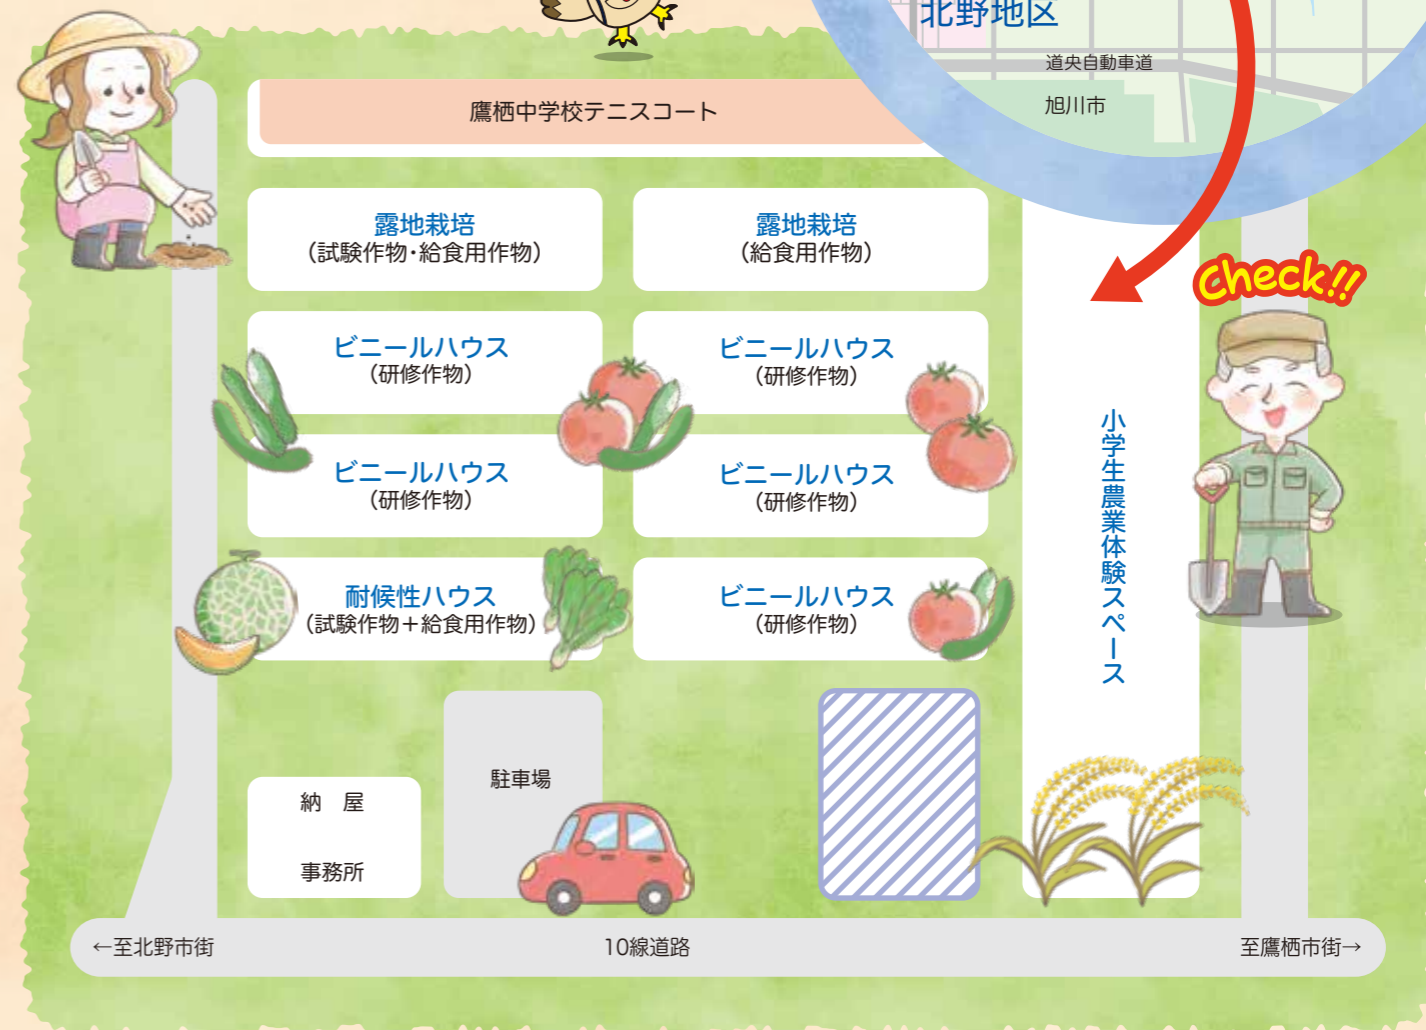 北野地区
道央自動車道
旭川市
鷹栖中学校テニスコート
露地栽培
（試験作物・給食用作物）
露地栽培
（給食用作物）
Check!!
ビニールハウス
（研修作物）
ビニールハウス
（研修作物）
ビニールハウス
（研修作物）
ビニールハウス
（研修作物）
耐候性ハウス
（試験作物＋給食用作物）
ビニールハウス
（研修作物）
小学生農業体験スペース
駐車場
納　屋
事務所
←至北野市街
10線道路
至鷹栖市街→